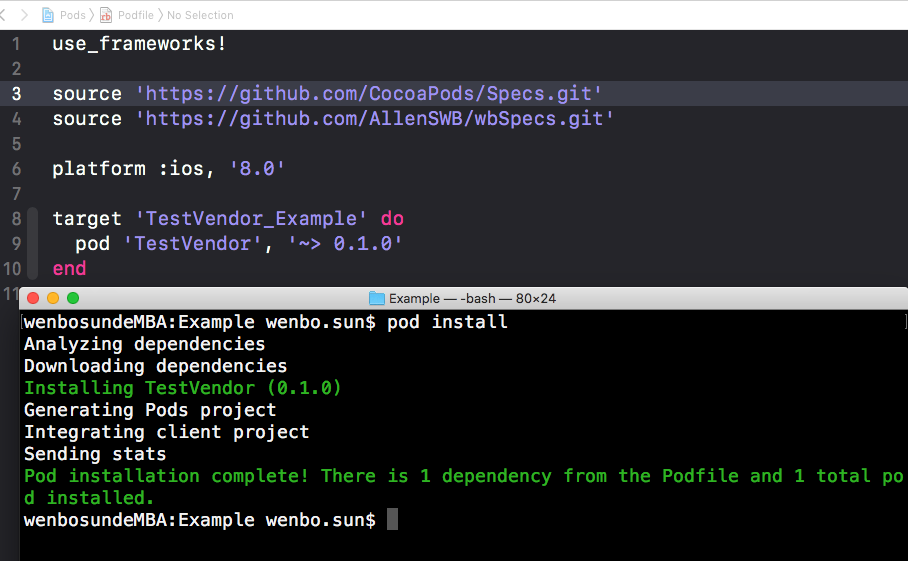 Pods 〉 Podfile 〉 No Selection
1 use_frameworks!
2
3 source 'https://github.com/CocoaPods/Specs.git'
4 source 'https://github.com/AllenSWB/wbSpecs.git'
5
6 platform :ios, '8.0'
7
8 target 'TestVendor_Example' do
9 pod 'TestVendor', '~> 0.1.0'
10 end
11
Example — -bash — 80×24
wenbosundeMBA:Example wenbo.sun$ pod install
Analyzing dependencies
Downloading dependencies
Installing TestVendor (0.1.0)
Generating Pods project
Integrating client project
Sending stats
Pod installation complete! There is 1 dependency from the Podfile and 1 total po
d installed.
wenbosundeMBA:Example wenbo.sun$